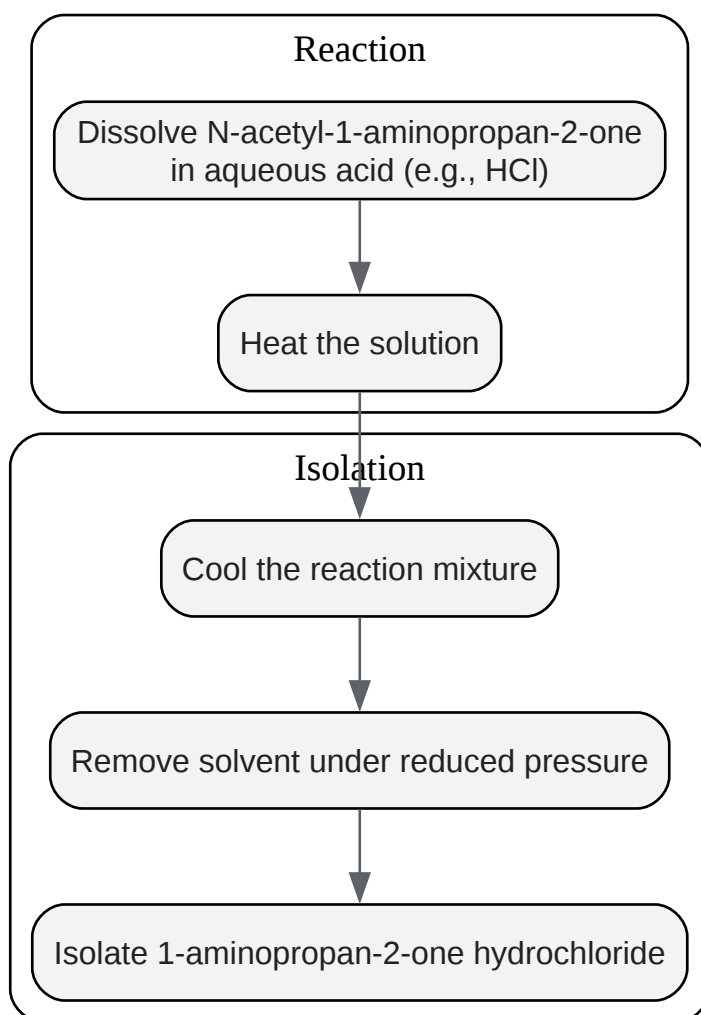 Reaction
Dissolve N-acetyl-1-aminopropan-2-one
in aqueous acid (e.g., HCl)
Heat the solution
Isolation
Cool the reaction mixture
Remove solvent under reduced pressure
Isolate 1-aminopropan-2-one hydrochloride